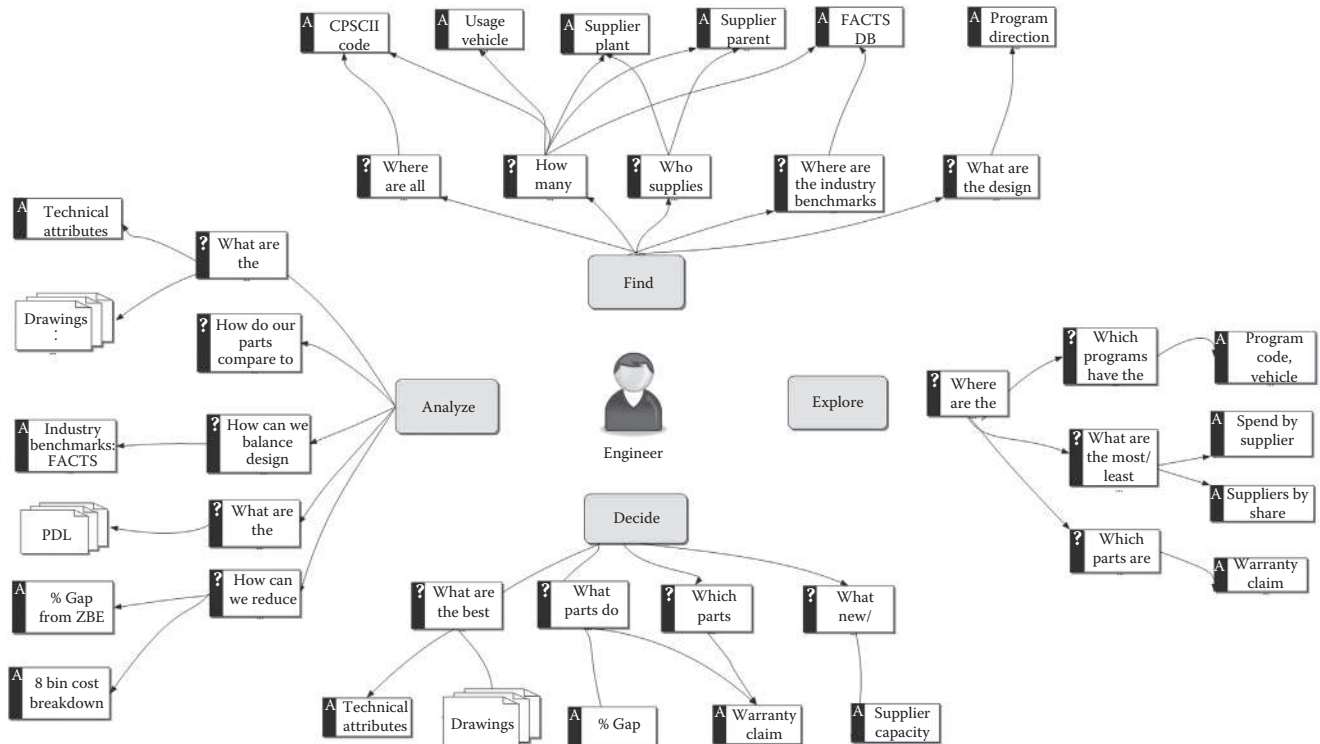 A CPSCII
code
A Usage
vehicle
A Supplier
plant
A Supplier
parent
A FACTS
DB
A Program
direction
? Where
are all
...
? How
many
...
? Who
supplies
...
? Where are
the industry
benchmarks
...
? What are
the design
...
Find
A Technical
attributes
? What are
the
...
Drawings
:
...
? How do our
parts
compare to
...
Analyze
A Industry
benchmarks:
FACTS
? How can we
balance
design
...
PDL
? What are
the
...
A % Gap
from ZBE
? How can
we reduce
...
A 8 bin cost
breakdown
Engineer
Explore
? Where
are the
...
? Which
programs
have the
...
A Program
code,
vehicle
? What are
the most/
least
...
A Spend by
supplier
A Suppliers by
share
? Which
parts are
...
A Warranty
claim
Decide
? What are
the best
...
? What
parts do
...
? Which
parts
...
? What
new/
...
A Technical
attributes
Drawings
A % Gap
A Warranty
claim
A Supplier
capacity